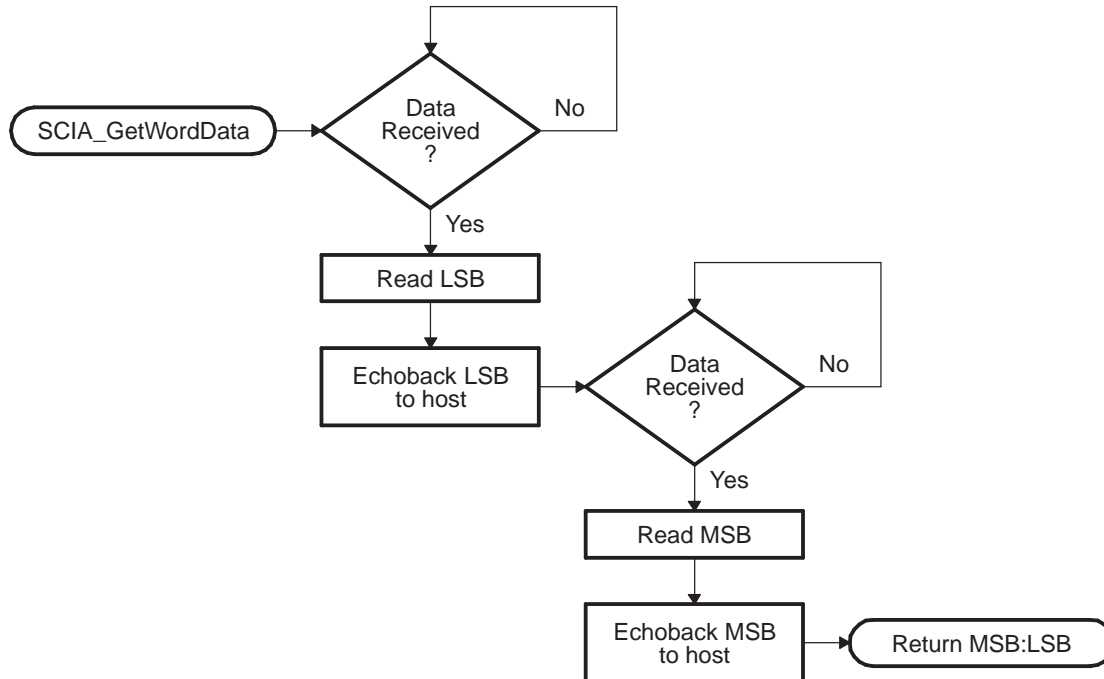 SCIA_GetWordData
Data
Received
?
No
Yes
Read LSB
Echoback LSB
to host
Data
Received
?
No
Yes
Read MSB
Echoback MSB
to host
Return MSB:LSB